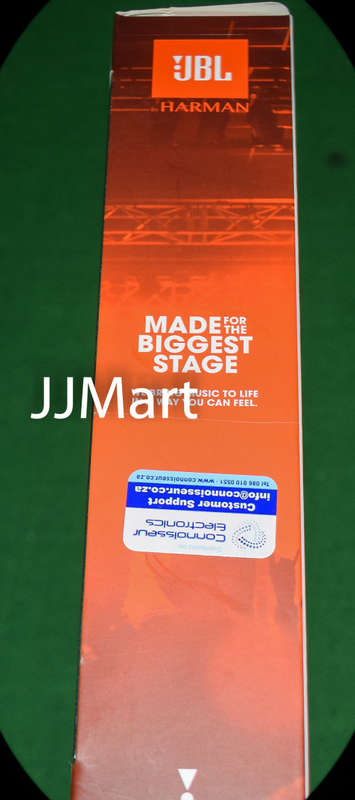 JBL
HARMAN
MADE FOR THE
BIGGEST
STAGE
JJMart
MUSIC TO LIFE
WAY YOU CAN FEEL.
Connoisseur
Electronics
Customer Support
info@connoisseur.co.za
Tel 086 010 0551 · www.connoisseur.co.za